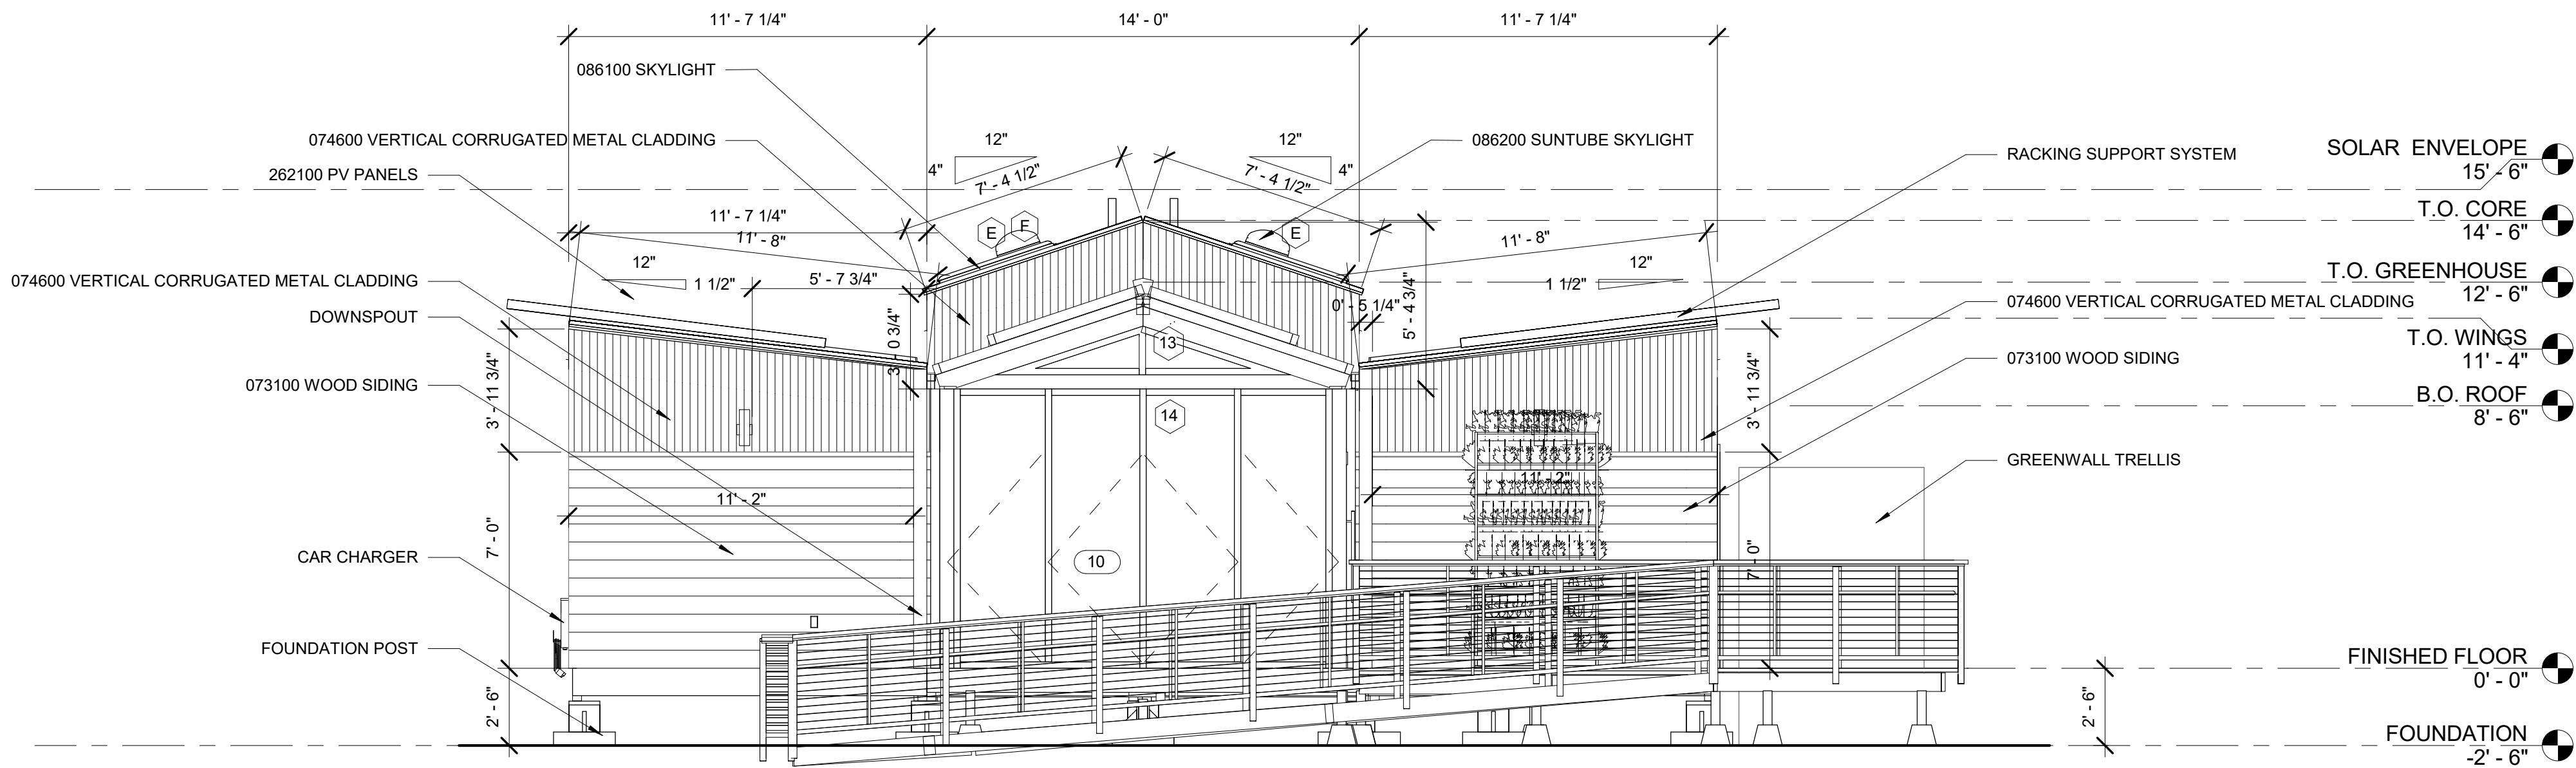 11' - 7 1/4"
14' - 0"
11' - 7 1/4"
086100 SKYLIGHT
074600 VERTICAL CORRUGATED METAL CLADDING
262100 PV PANELS
12"
4"
7' - 4 1/2"
12"
4"
7' - 4 1/2"
086200 SUNTUBE SKYLIGHT
RACKING SUPPORT SYSTEM
SOLAR ENVELOPE
15' - 6"
T.O. CORE
14' - 6"
11' - 7 1/4"
11' - 8"
E
F
E
11' - 8"
12"
1 1/2"
5' - 7 3/4"
12"
1 1/2"
T.O. GREENHOUSE
12' - 6"
074600 VERTICAL CORRUGATED METAL CLADDING
DOWNSPOUT
073100 WOOD SIDING
0' - 5 1/4"
5' - 4 3/4"
3' - 0 3/4"
13
14
074600 VERTICAL CORRUGATED METAL CLADDING
T.O. WINGS
11' - 4"
073100 WOOD SIDING
B.O. ROOF
8' - 6"
3' - 11 3/4"
3' - 11 3/4"
GREENWALL TRELLIS
11' - 2"
11' - 2"
7' - 0"
7' - 0"
10
CAR CHARGER
FOUNDATION POST
FINISHED FLOOR
0' - 0"
2' - 6"
2' - 6"
FOUNDATION
-2' - 6"